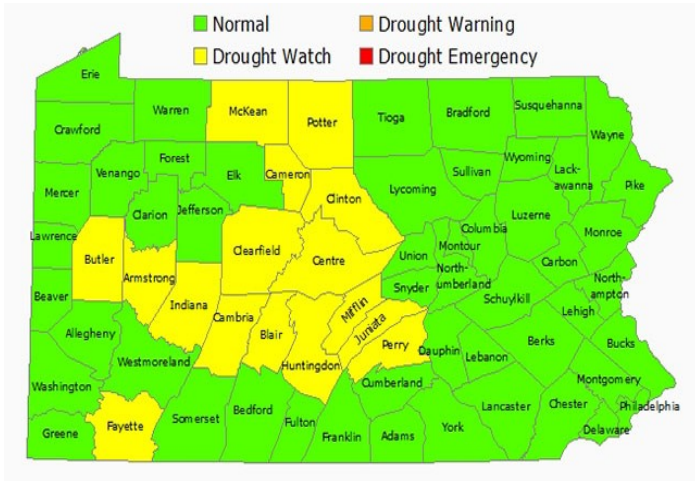 Normal
Drought Warning
Drought Watch
Drought Emergency
Erie
Warren
McKean
Potter
Tioga
Bradford
Susquehanna
Wayne
Crawford
Forest
Wyoming
Venango
Elk
Cameron
Sullivan
Lack-
awanna
Mercer
Lycoming
Pike
Clinton
Clarion
Jefferson
Luzerne
Columbia
Monroe
Lawrence
Clearfield
Montour
Butler
Centre
Union
Carbon
Armstrong
North-
umberland
North-
ampton
Snyder
Beaver
Indiana
Mifflin
Schuylkill
Lehigh
Cambria
Juniata
Allegheny
Blair
Perry
Berks
Bucks
Dauphin
Lebanon
Westmoreland
Huntingdon
Montgomery
Washington
Cumberland
Bedford
Lancaster
Chester
Philadelphia
Somerset
Fayette
Fulton
York
Greene
Franklin
Adams
Delaware